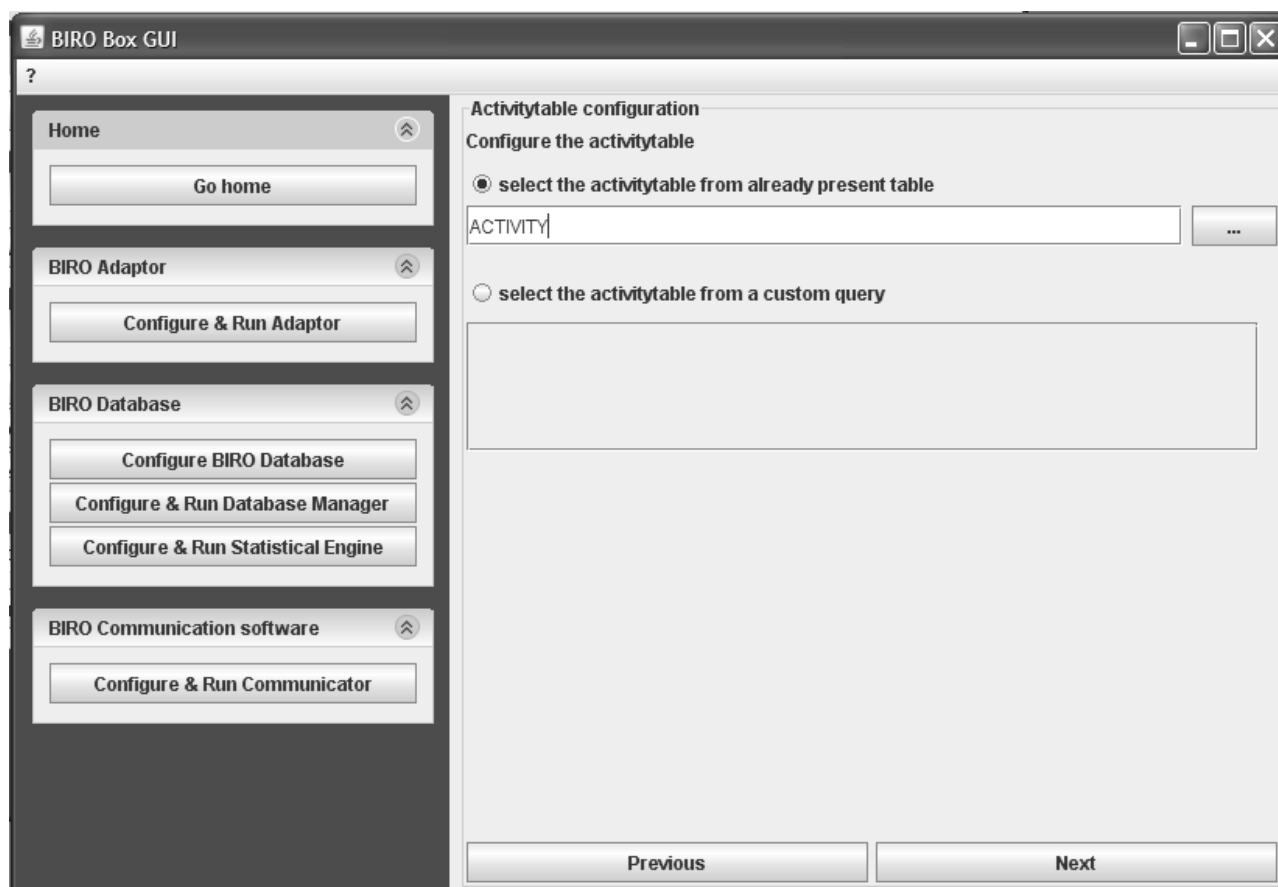 BIRO Box GUI
?
Home
Go home
BIRO Adaptor
Configure & Run Adaptor
BIRO Database
Configure BIRO Database
Configure & Run Database Manager
Configure & Run Statistical Engine
BIRO Communication software
Configure & Run Communicator
Activitytable configuration
Configure the activitytable
select the activitytable from already present table
ACTIVITY
...
select the activitytable from a custom query
Previous
Next